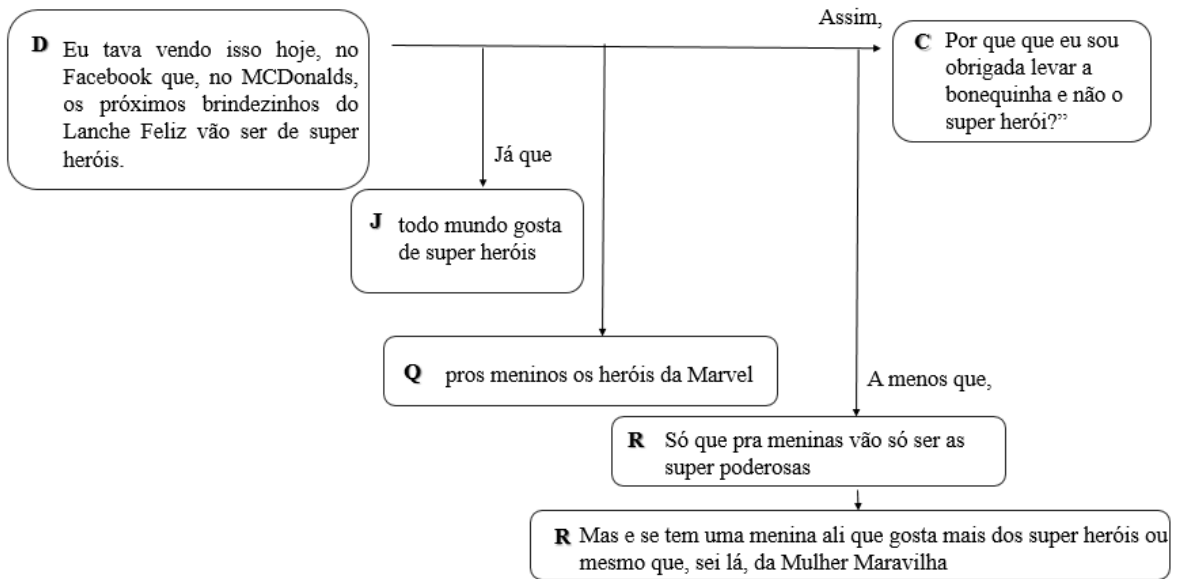 D Eu tava vendo isso hoje, no
Facebook que, no MCDonalds,
os próximos brindezinhos do
Lanche Feliz vão ser de super
heróis.
Assim,
C Por que que eu sou
obrigada levar a
bonequinha e não o
super herói?”
Já que
J todo mundo gosta
de super heróis
Q pros meninos os heróis da Marvel
A menos que,
R Só que pra meninas vão só ser as
super poderosas
R Mas e se tem uma menina ali que gosta mais dos super heróis ou
mesmo que, sei lá, da Mulher Maravilha